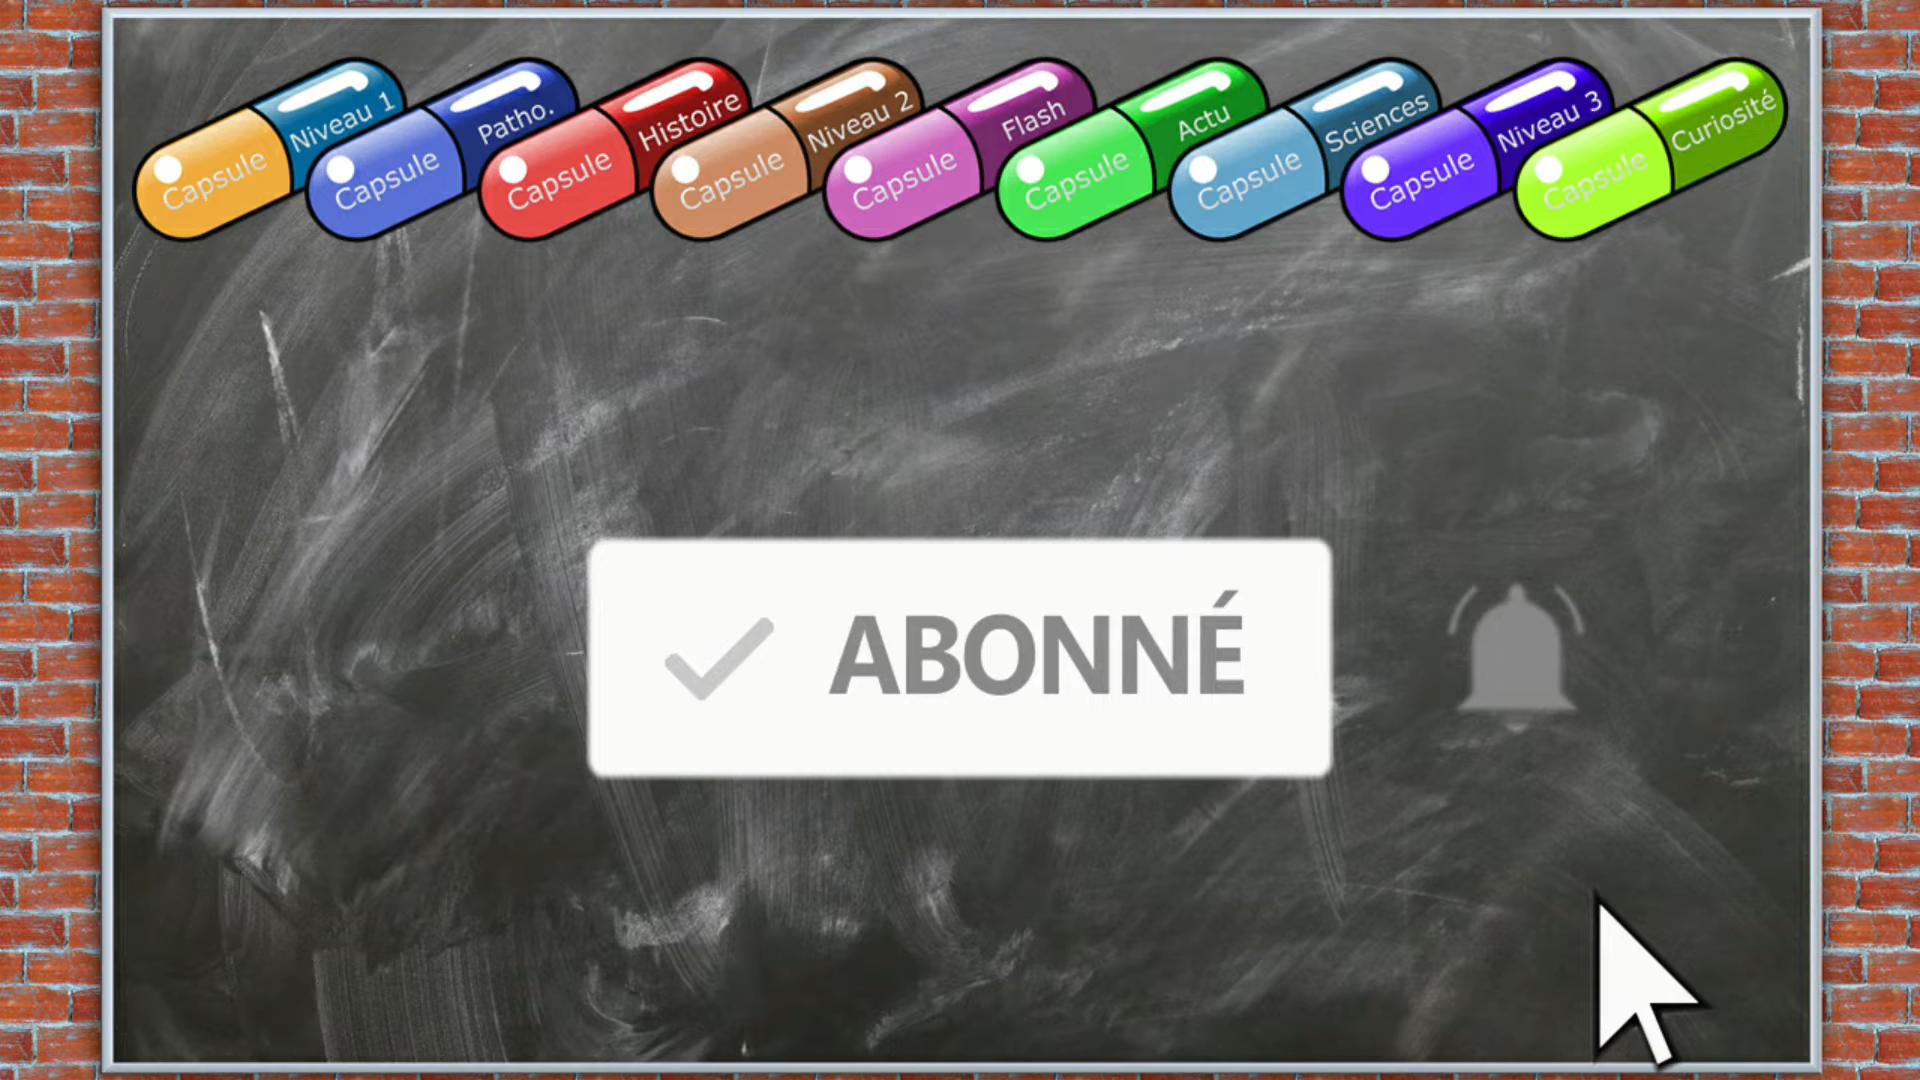 Capsule Niveau 1
Capsule Patho.
Capsule Histoire
Capsule Niveau 2
Capsule Flash
Capsule Actu
Capsule Sciences
Capsule Niveau 3
Capsule Curiosité
ABONNÉ